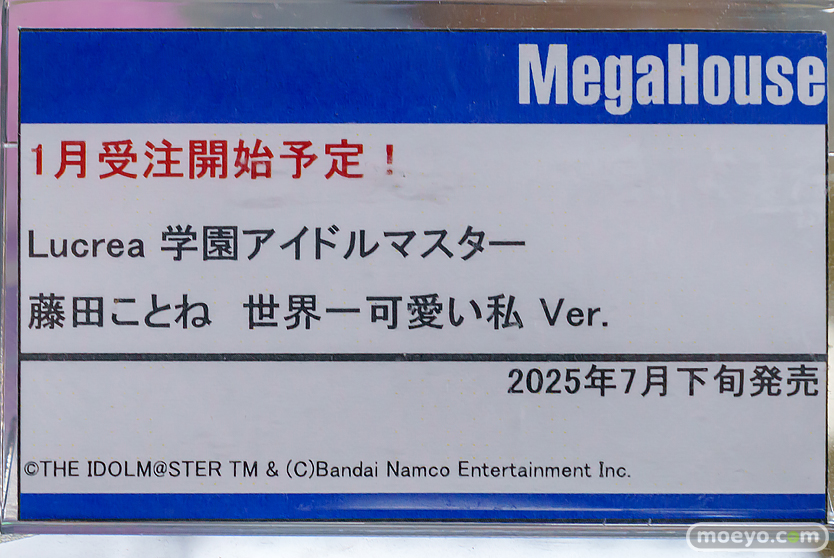 MegaHouse
1月受注開始予定！
Lucrea 学園アイドルマスター
藤田ことね　世界一可愛い私 Ver.
2025年7月下旬発売
©THE IDOLM@STER TM & (C)Bandai Namco Entertainment Inc.
moeyo.com